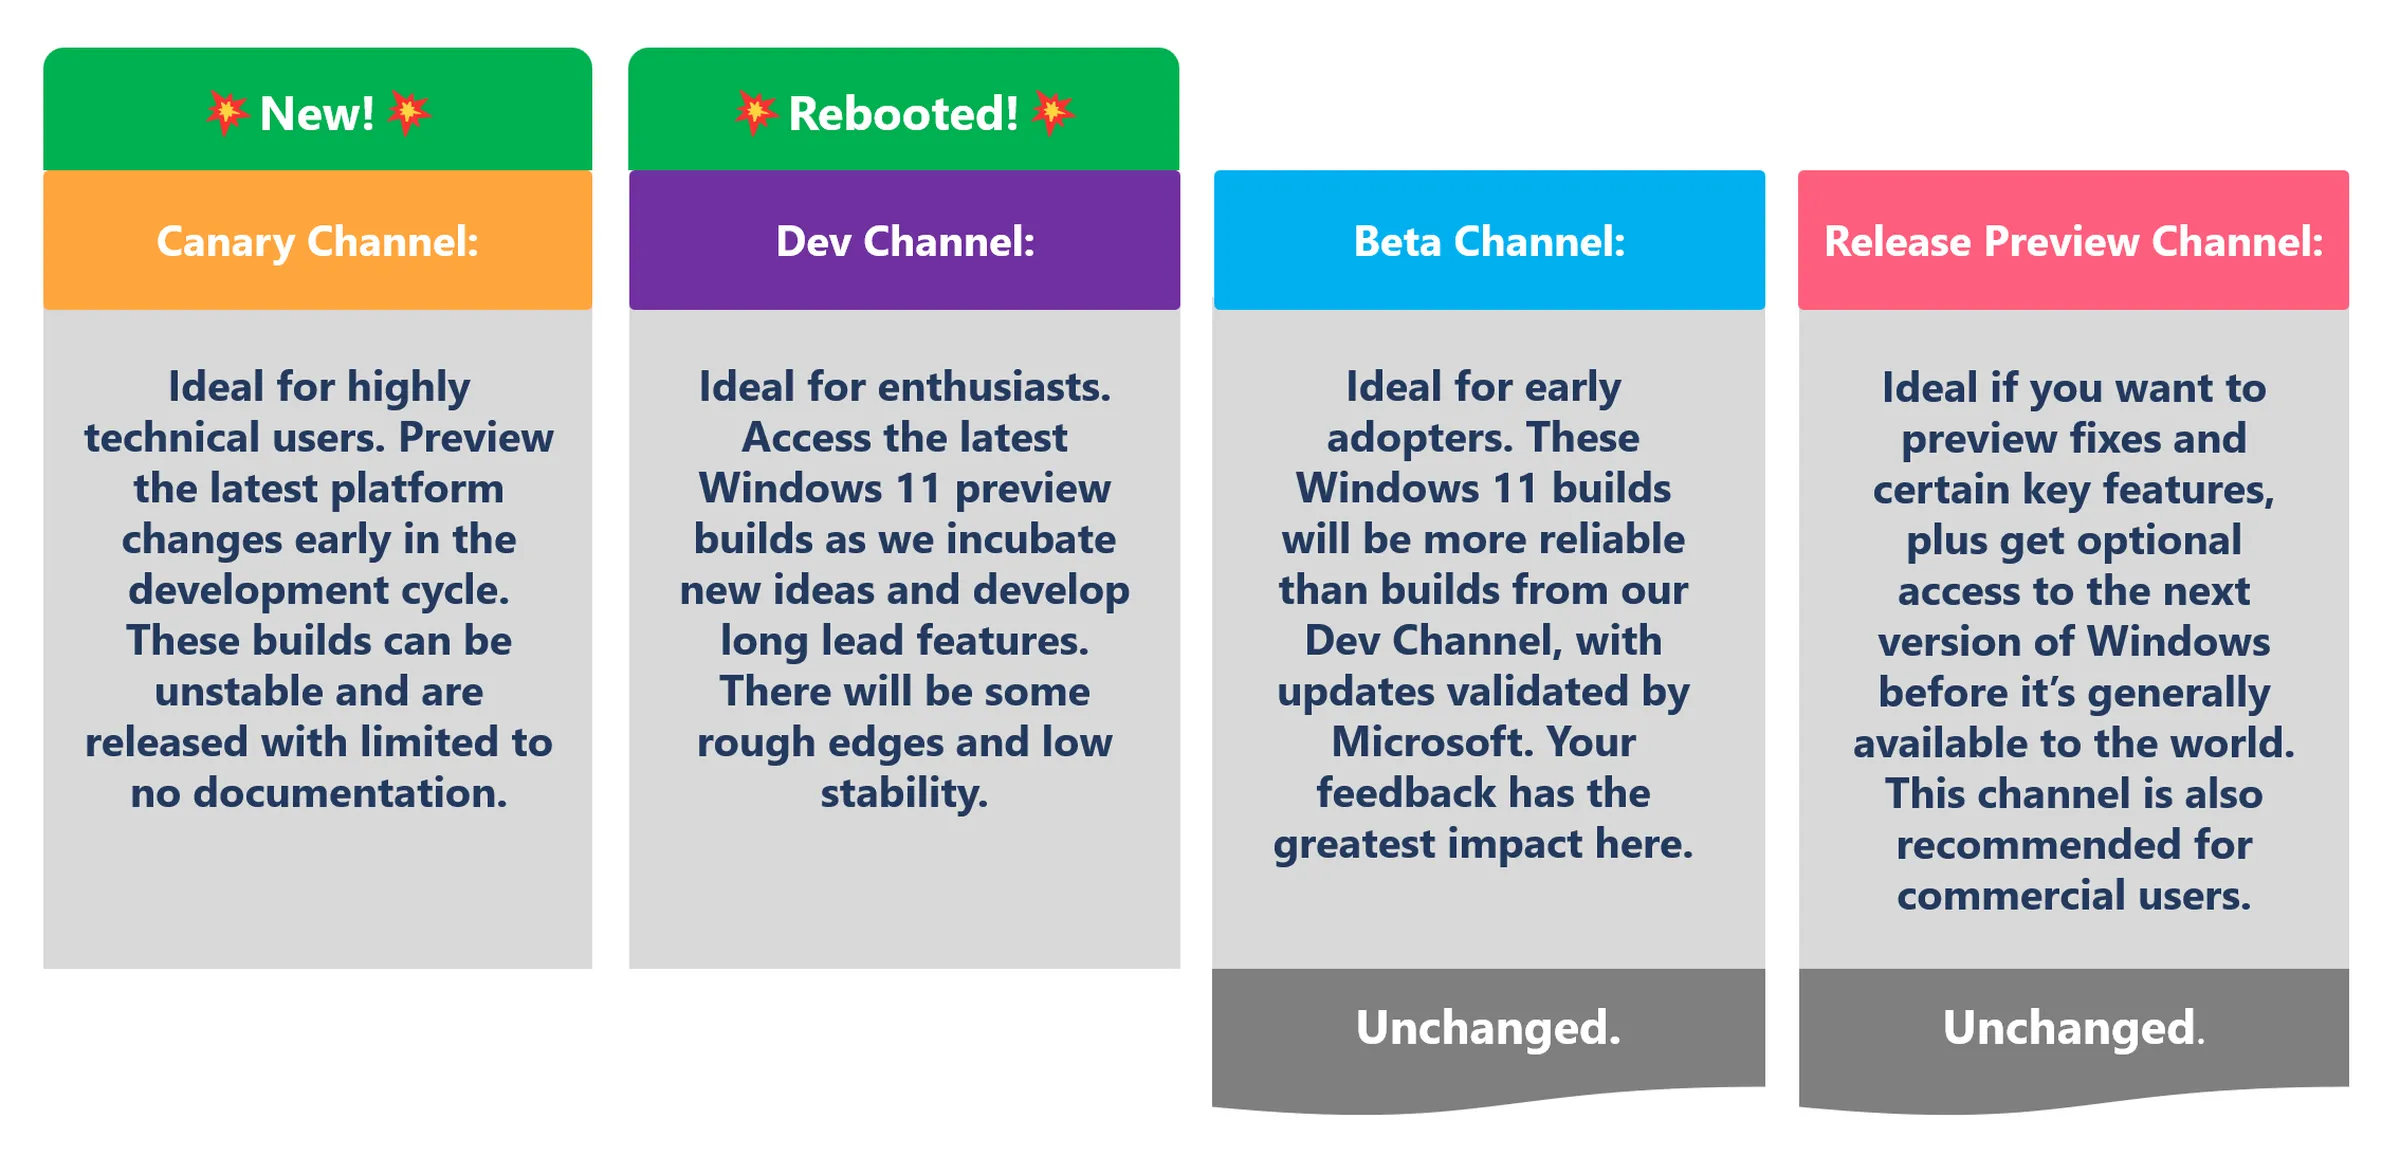 New!
Canary Channel:
Ideal for highly
technical users. Preview
the latest platform
changes early in the
development cycle.
These builds can be
unstable and are
released with limited to
no documentation.
Rebooted!
Dev Channel:
Ideal for enthusiasts.
Access the latest
Windows 11 preview
builds as we incubate
new ideas and develop
long lead features.
There will be some
rough edges and low
stability.
Beta Channel:
Ideal for early
adopters. These
Windows 11 builds
will be more reliable
than builds from our
Dev Channel, with
updates validated by
Microsoft. Your
feedback has the
greatest impact here.
Unchanged.
Release Preview Channel:
Ideal if you want to
preview fixes and
certain key features,
plus get optional
access to the next
version of Windows
before it’s generally
available to the world.
This channel is also
recommended for
commercial users.
Unchanged.